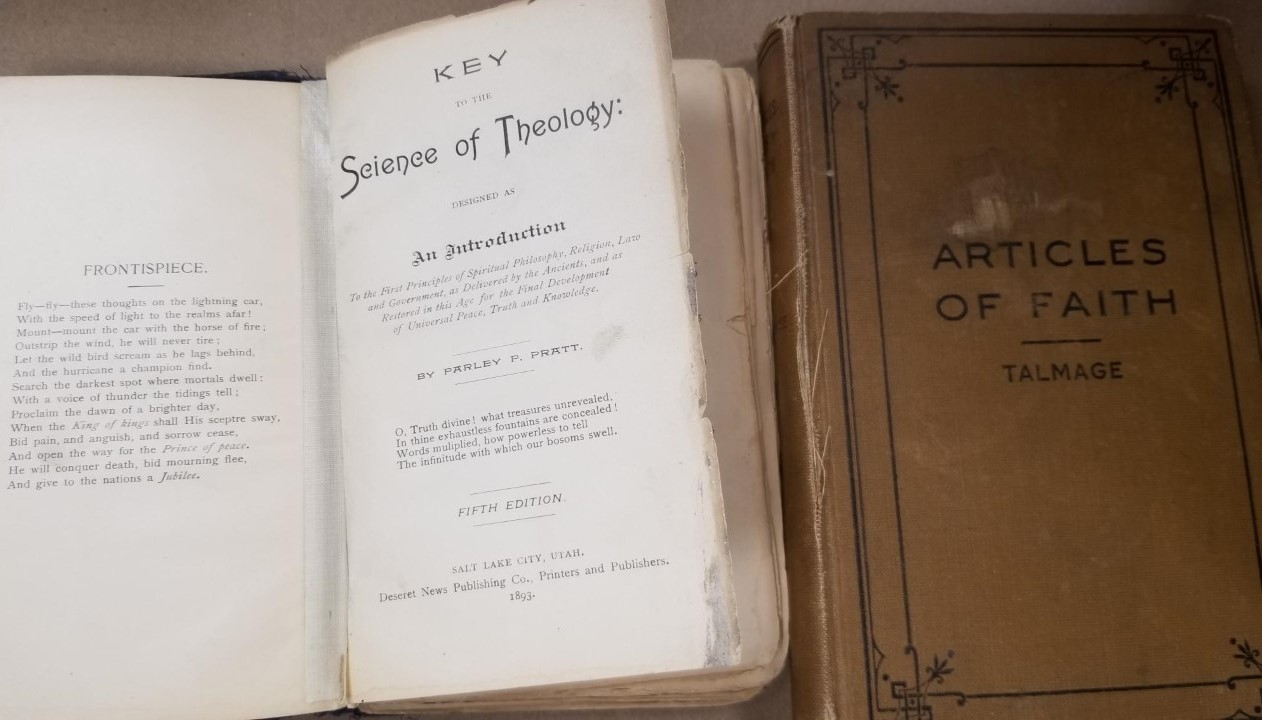 FRONTISPIECE.
Fly—fly—these thoughts on the lightning car,
With the speed of light to the realms afar!
Mount—mount the car with the horse of fire;
Outstrip the wind, he will never tire;
Let the wild bird scream as he lags behind,
And the hurricane a champion find.
Search the darkest spot where mortals dwell:
With a voice of thunder the tidings tell;
Proclaim the dawn of a brighter day,
When the King of kings shall His sceptre sway,
Bid pain, and anguish, and sorrow cease,
And open the way for the Prince of peace.
He will conquer death, bid mourning flee,
And give to the nations a Jubilee.
KEY
TO THE
Science of Theology:
DESIGNED AS
An Introduction
To the First Principles of Spiritual Philosophy, Religion, Law
and Government, as Delivered by the Ancients, and as
Restored in this Age for the Final Development
of Universal Peace, Truth and Knowledge.
BY PARLEY P. PRATT.
O, Truth divine! what treasures unrevealed,
In thine exhaustless fountains are concealed!
Words muliplied, how powerless to tell
The infinitude with which our bosoms swell.
FIFTH EDITION.
SALT LAKE CITY, UTAH.
Deseret News Publishing Co., Printers and Publishers.
1893.
ARTICLES
OF FAITH
TALMAGE